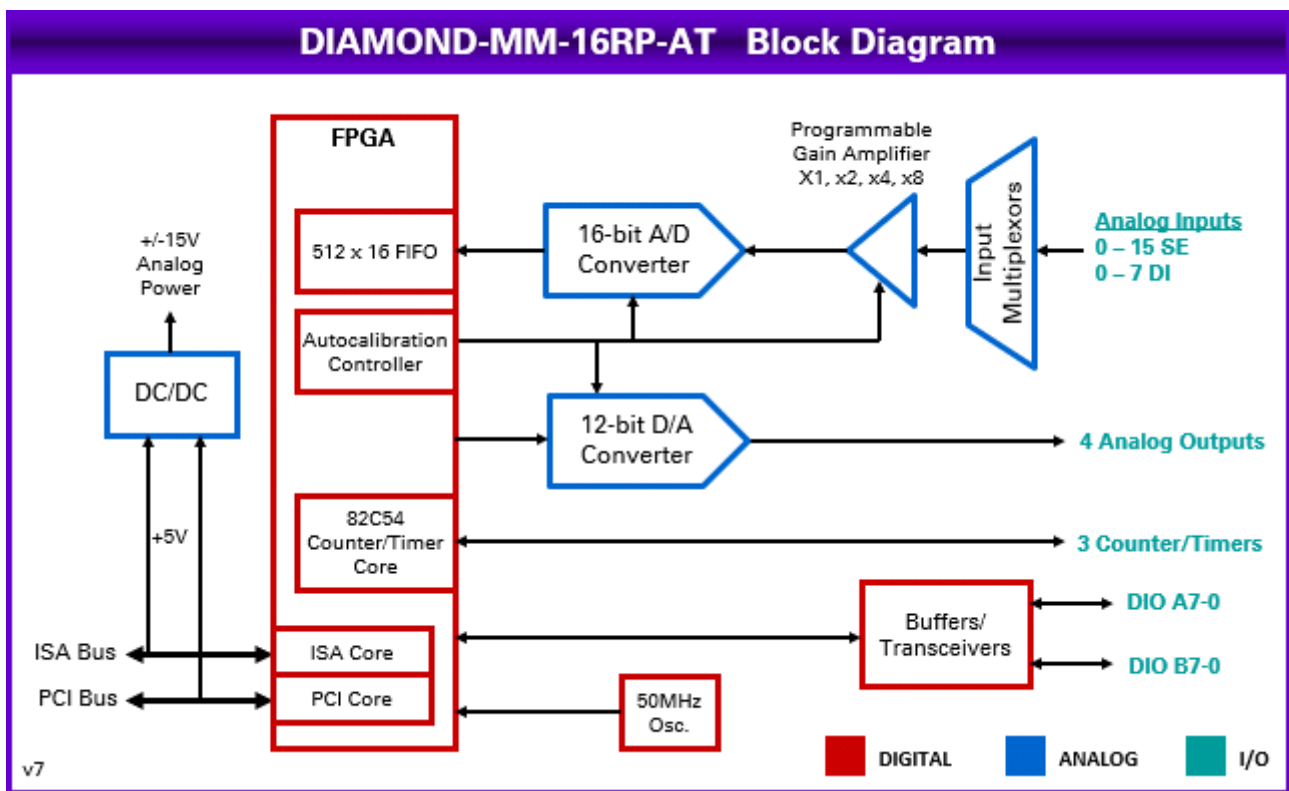 DIAMOND-MM-16RP-AT   Block Diagram
FPGA
Programmable
Gain Amplifier
X1, x2, x4, x8
512 x 16 FIFO
16-bit A/D
Converter
Input
Multiplexors
Analog Inputs
0 – 15 SE
0 – 7 DI
+/-15V
Analog
Power
Autocalibration
Controller
DC/DC
12-bit D/A
Converter
4 Analog Outputs
82C54
Counter/Timer
Core
3 Counter/Timers
+5V
Buffers/
Transceivers
DIO A7-0
DIO B7-0
ISA Bus
ISA Core
PCI Bus
PCI Core
50MHz
Osc.
DIGITAL
ANALOG
I/O
v7